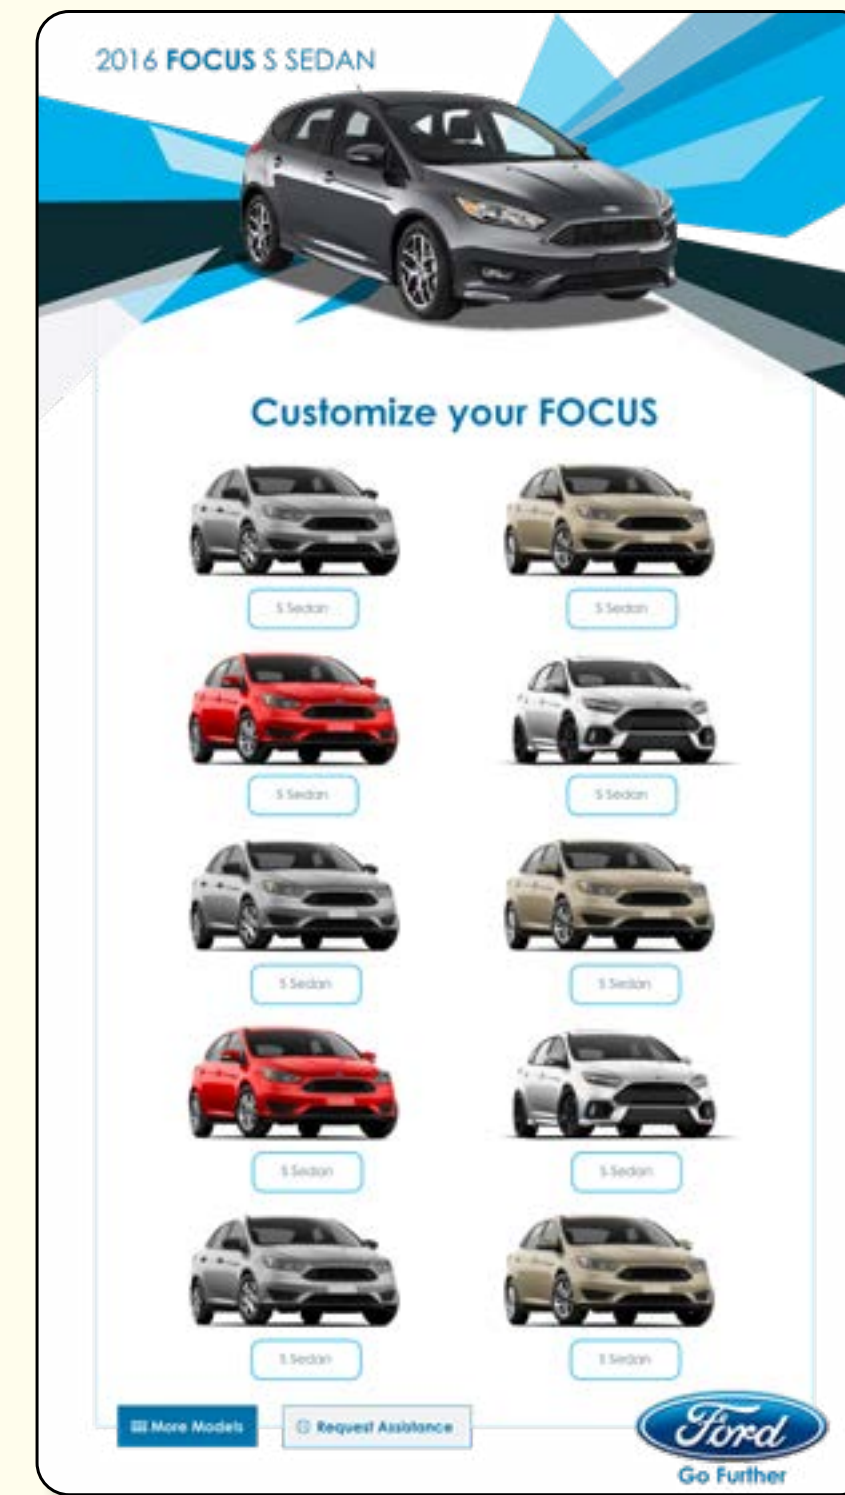 2016 FOCUS S SEDAN
Customize your FOCUS
S Sedan
S Sedan
S Sedan
S Sedan
S Sedan
S Sedan
S Sedan
S Sedan
S Sedan
S Sedan
More Models
Request Assistance
Ford
Go Further